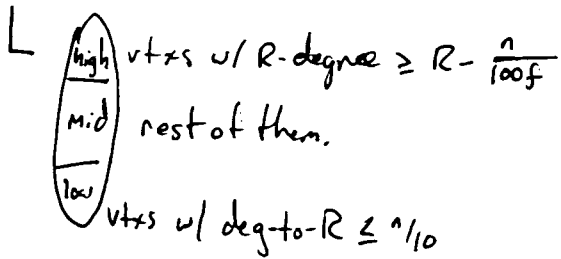 L
high vtxs w/ R-degree ≥ R - n/100f
Mid rest of them.
low
vtxs w/ deg-to-R ≤ n/10